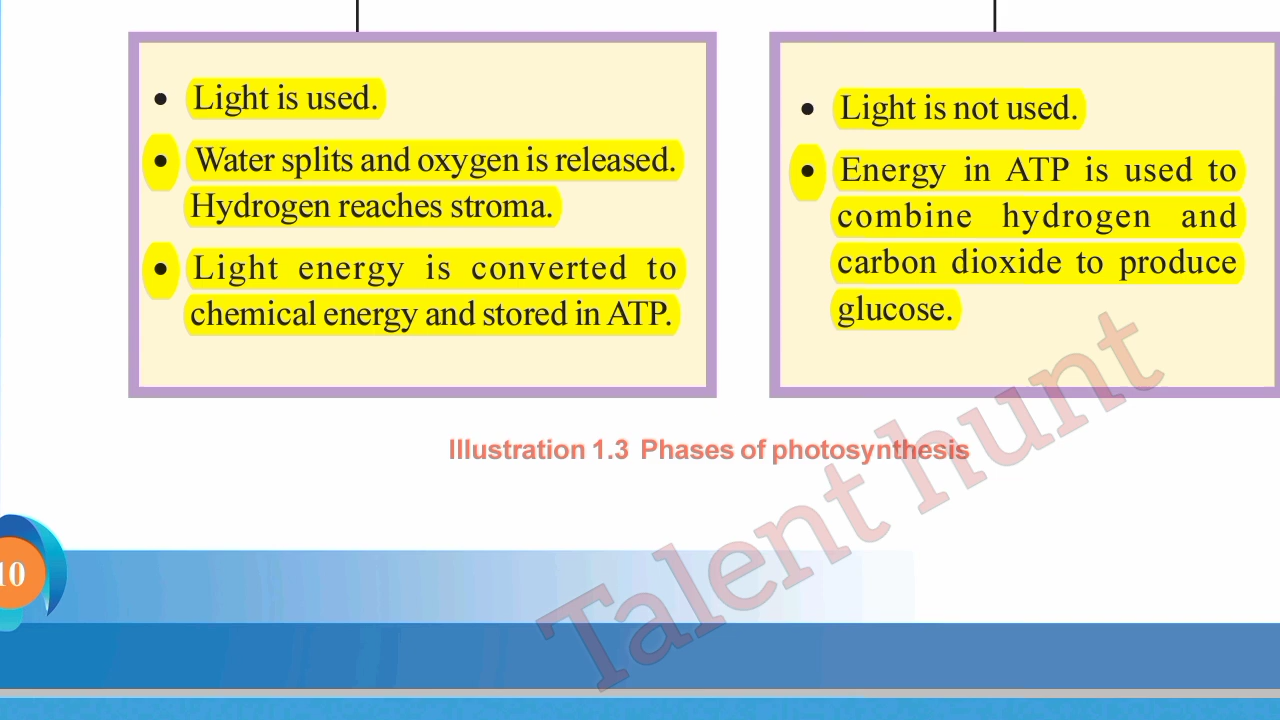 • Light is used.
• Water splits and oxygen is released.
Hydrogen reaches stroma.
• Light energy is converted to
chemical energy and stored in ATP.
• Light is not used.
• Energy in ATP is used to
combine hydrogen and
carbon dioxide to produce
glucose.
Illustration 1.3 Phases of photosynthesis
Talent hunt
10